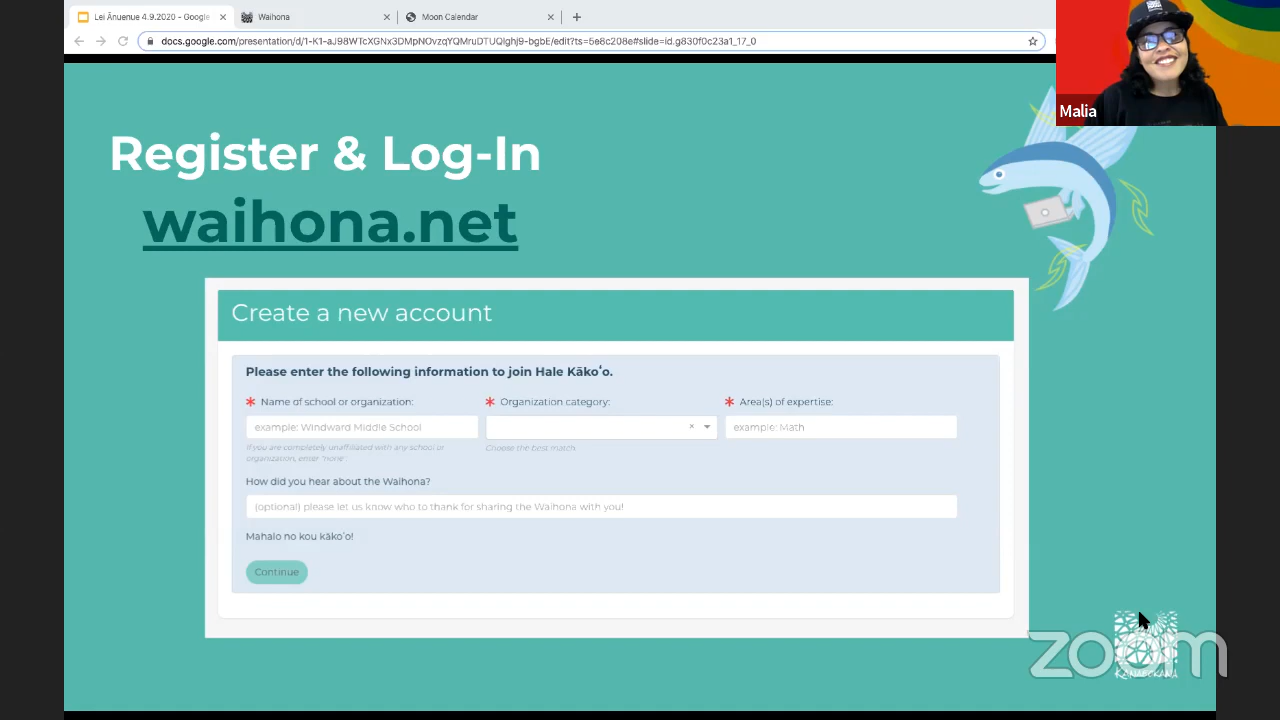 Lei Ānuenue 4.9.2020 - Google
Waihona
Moon Calendar
docs.google.com/presentation/d/1-K1-aJ98WTcXGNx3DMpNOvzqYQMruDTUQIghJ9-bgbE/edit?ts=5e8c208e#slide=id.g830f0c23a1_17_0
Malia
Register & Log-In
waihona.net
Create a new account
Please enter the following information to join Hale Kākoʻo.
* Name of school or organization:
* Organization category:
* Area(s) of expertise:
example: Windward Middle School
example: Math
If you are completely unaffiliated with any school or
organization, enter "none".
Choose the best match.
How did you hear about the Waihona?
(optional) please let us know who to thank for sharing the Waihona with you!
Mahalo no kou kākoʻo!
Continue
KANAEOKANA
zoom